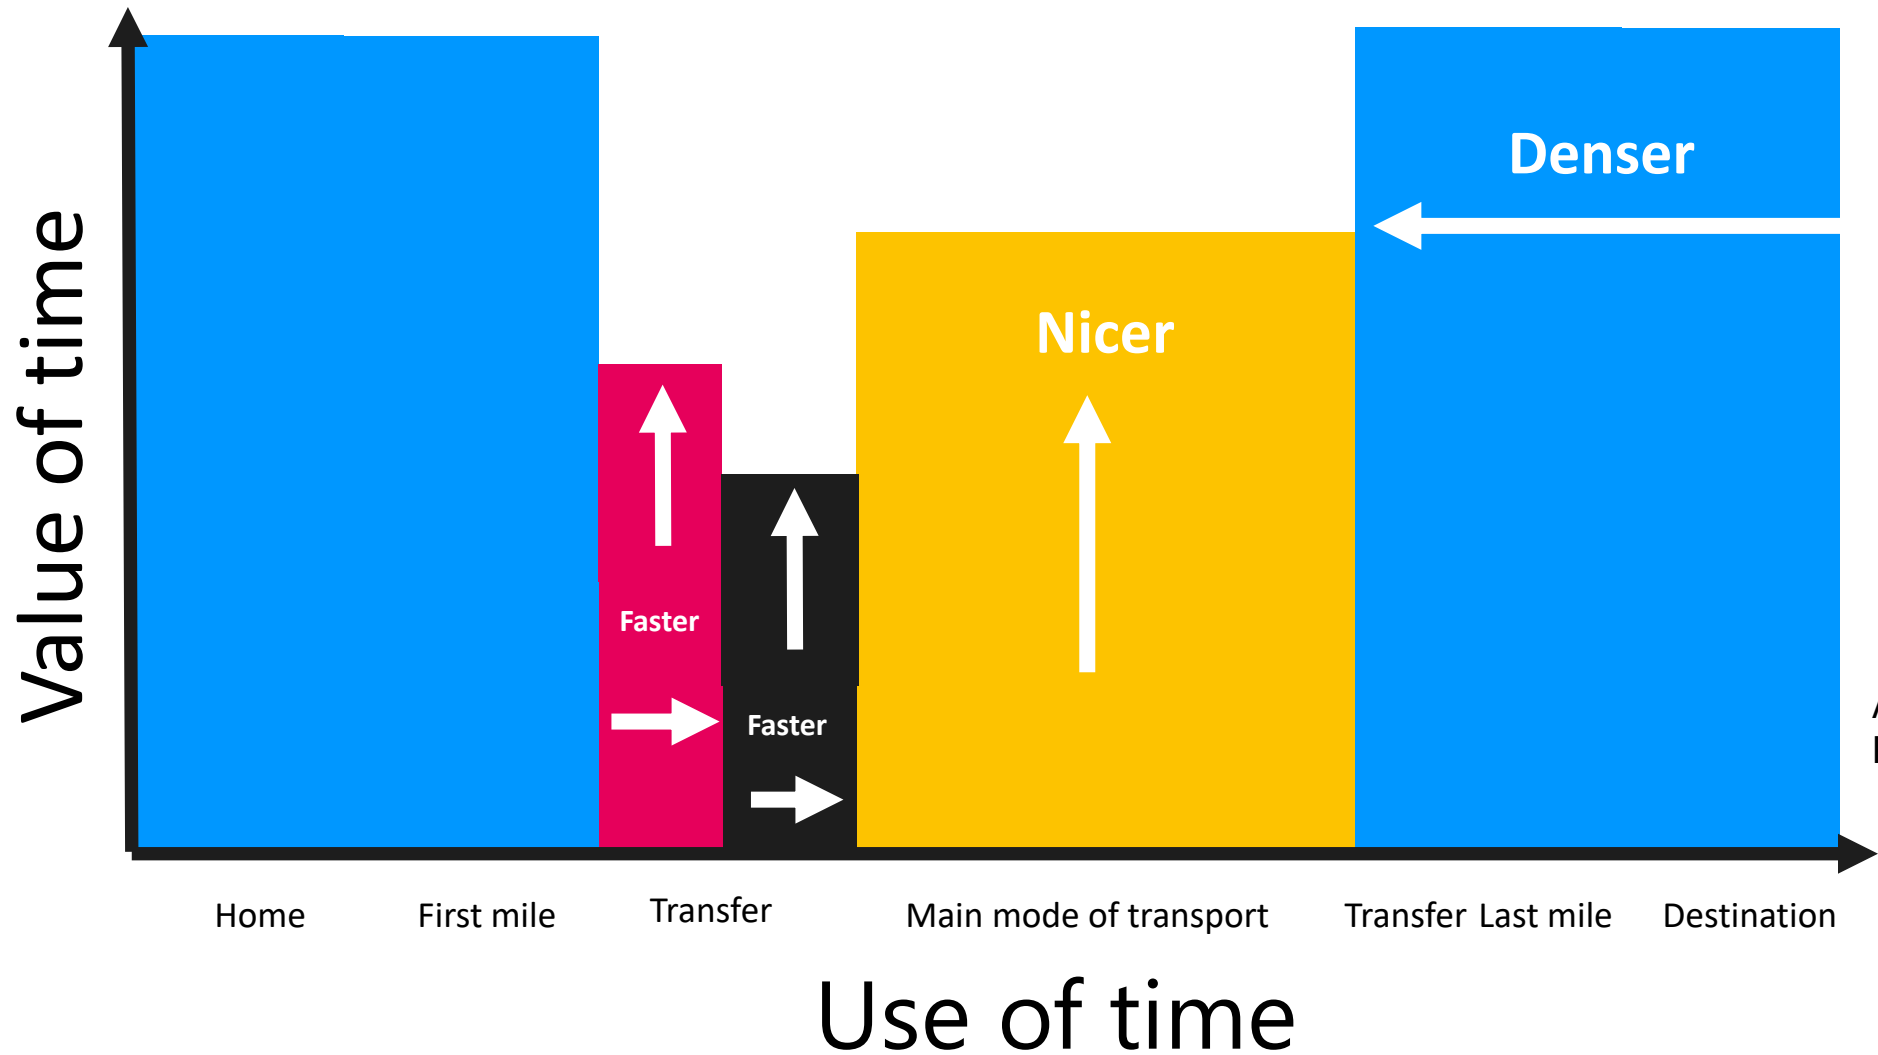 Value of time
Denser
Nicer
Faster
Faster
Home
First mile
Transfer
Main mode of transport
Transfer
Last mile
Destination
Use of time